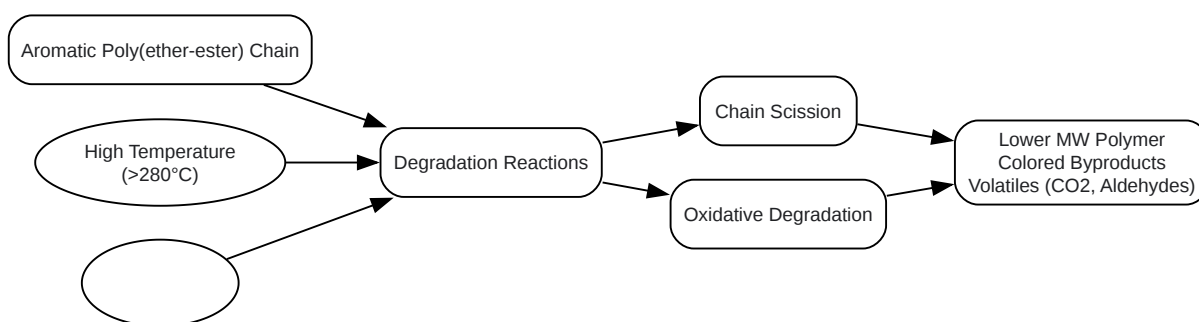 Aromatic Poly(ether-ester) Chain
High Temperature
(>280°C)
Degradation Reactions
Chain Scission
Oxidative Degradation
Lower MW Polymer
Colored Byproducts
Volatiles (CO2, Aldehydes)